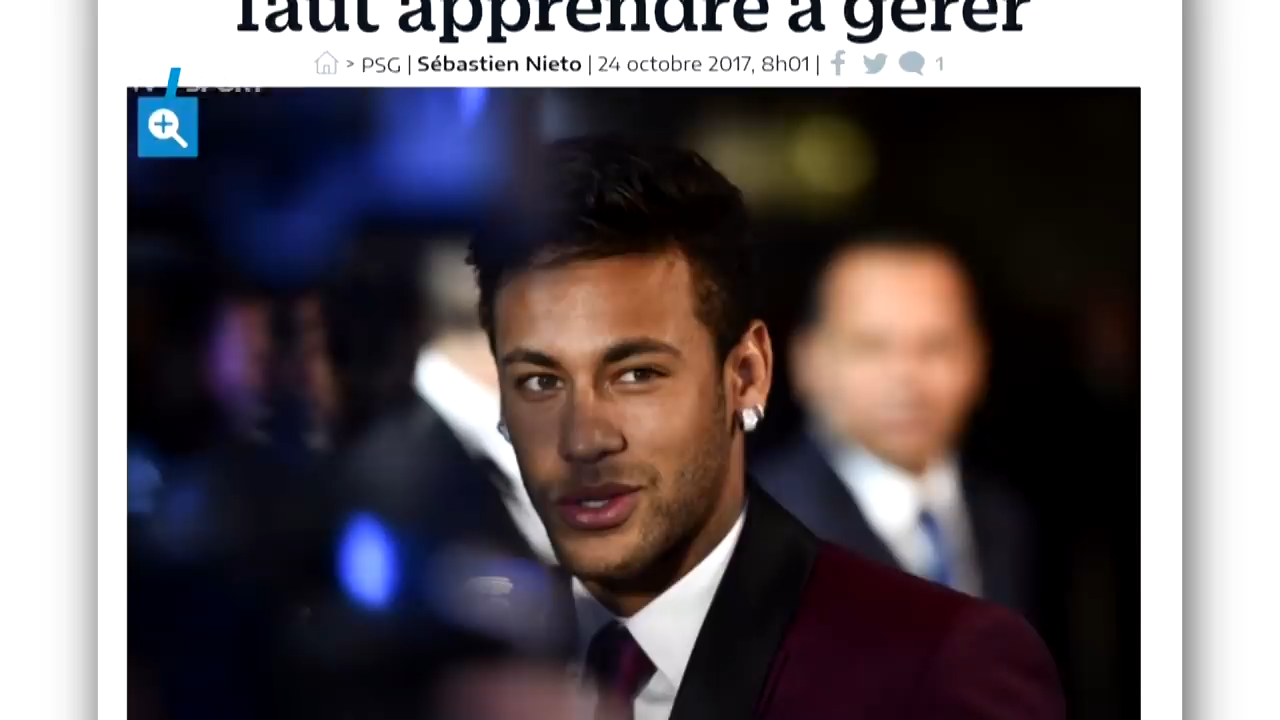 faut apprendre à gérer
> PSG | Sébastien Nieto | 24 octobre 2017, 8h01 | 1